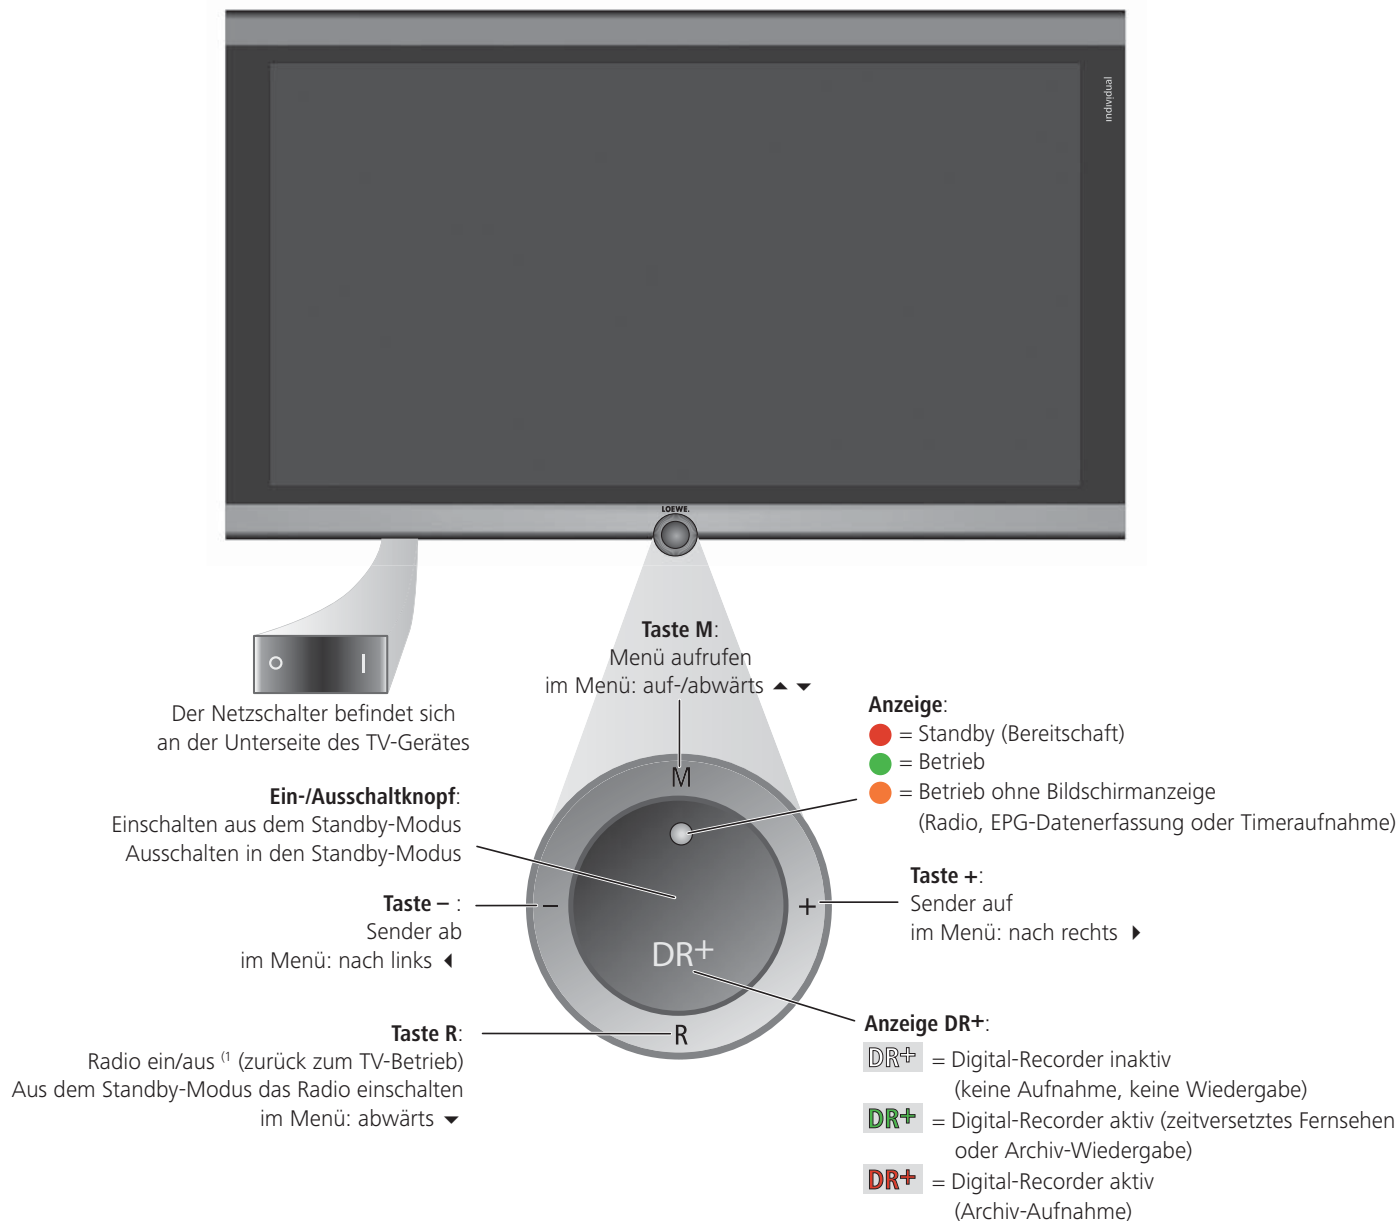 individual
LOEWE.
Taste M:
Menü aufrufen
im Menü: auf-/abwärts ▲ ▼
Der Netzschalter befindet sich
an der Unterseite des TV-Gerätes
Anzeige:
= Standby (Bereitschaft)
= Betrieb
= Betrieb ohne Bildschirmanzeige
(Radio, EPG-Datenerfassung oder Timeraufnahme)
Ein-/Ausschaltknopf:
Einschalten aus dem Standby-Modus
Ausschalten in den Standby-Modus
Taste – :
Sender ab
im Menü: nach links ◀
Taste +:
Sender auf
im Menü: nach rechts ▶
M
–
+
DR+
R
Taste R:
Radio ein/aus (1 (zurück zum TV-Betrieb)
Aus dem Standby-Modus das Radio einschalten
im Menü: abwärts ▼
Anzeige DR+:
DR+ = Digital-Recorder inaktiv
(keine Aufnahme, keine Wiedergabe)
DR+ = Digital-Recorder aktiv (zeitversetztes Fernsehen
oder Archiv-Wiedergabe)
DR+ = Digital-Recorder aktiv
(Archiv-Aufnahme)